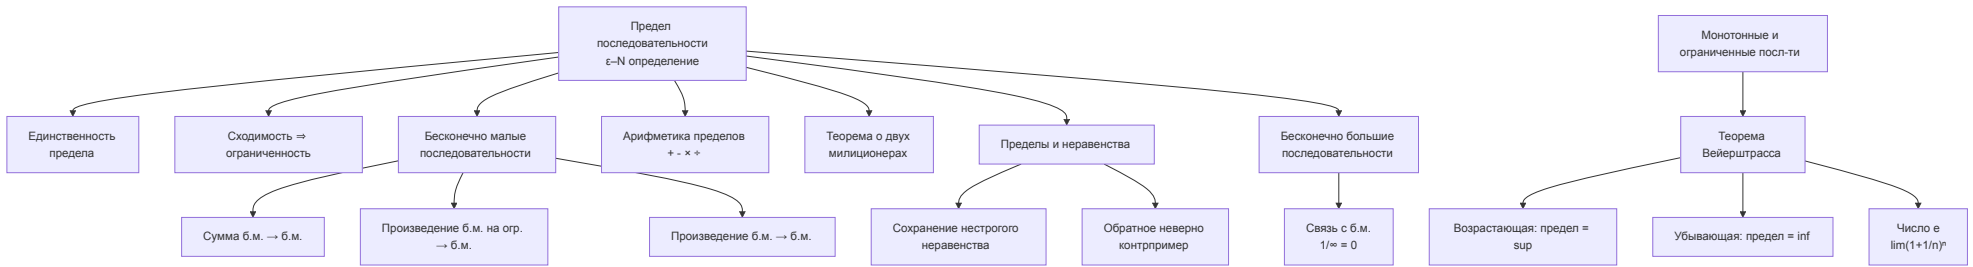 Предел
последовательности
ε–N определение
Монотонные и
ограниченные посл-ти
Единственность
предела
Сходимость ⇒
ограниченность
Бесконечно малые
последовательности
Арифметика пределов
+ - × ÷
Теорема о двух
милиционерах
Пределы и неравенства
Бесконечно большие
последовательности
Теорема
Вейерштрасса
Сумма б.м. → б.м.
Произведение б.м. на огр.
→ б.м.
Произведение б.м. → б.м.
Сохранение нестрогого
неравенства
Обратное неверно
контрпример
Связь с б.м.
1/∞ = 0
Возрастающая: предел =
sup
Убывающая: предел = inf
Число e
lim(1+1/n)ⁿ